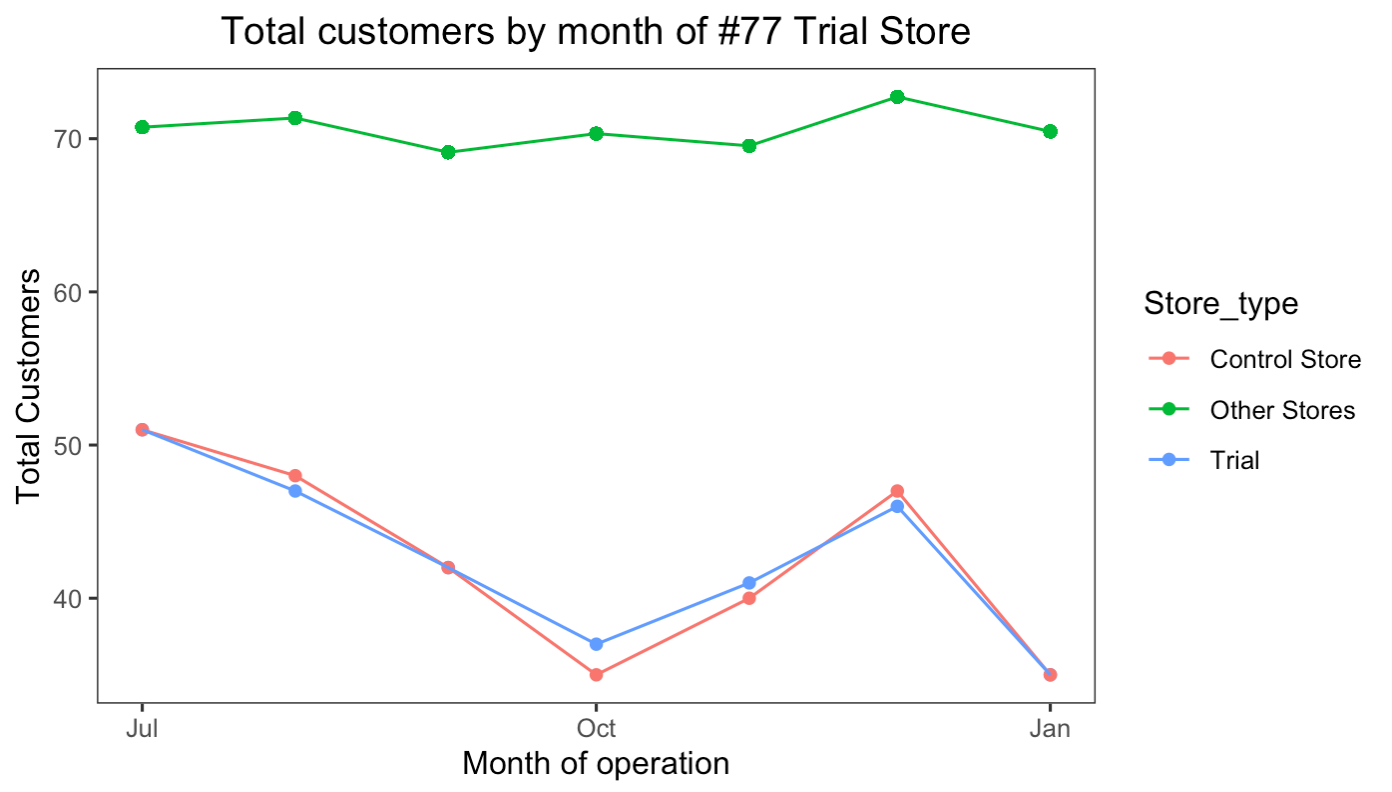 Total customers by month of #77 Trial Store
Total Customers
70
60
50
40
Jul
Oct
Jan
Month of operation
Store_type
Control Store
Other Stores
Trial